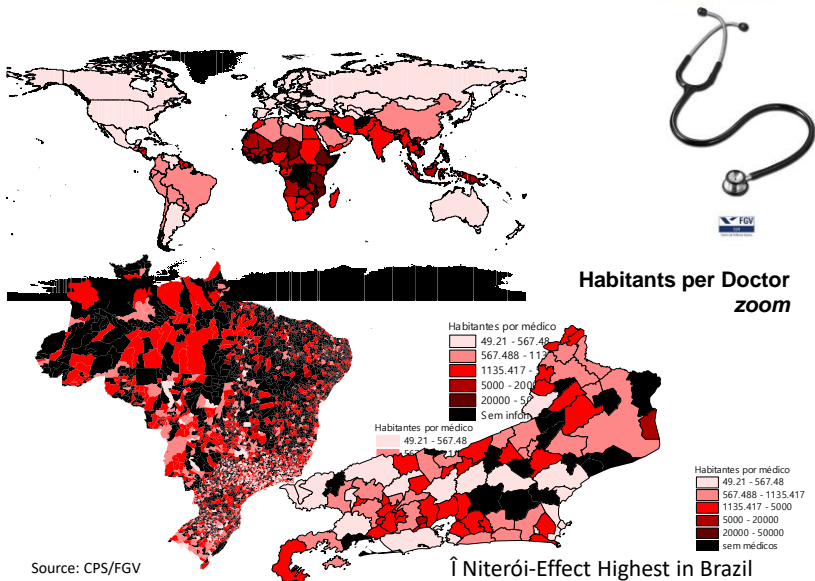 FGV
Habitants per Doctor
zoom
Habitantes por médico
49.21 - 567.48
567.488 - 113
1135.417 -
5000 - 200
20000 - 5
Sem infor
Habitantes por médico
49.21 - 567.48
Habitantes por médico
49.21 - 567.48
567.488 - 1135.417
1135.417 - 5000
5000 - 20000
20000 - 50000
sem médicos
Source: CPS/FGV
Î Niterói-Effect Highest in Brazil